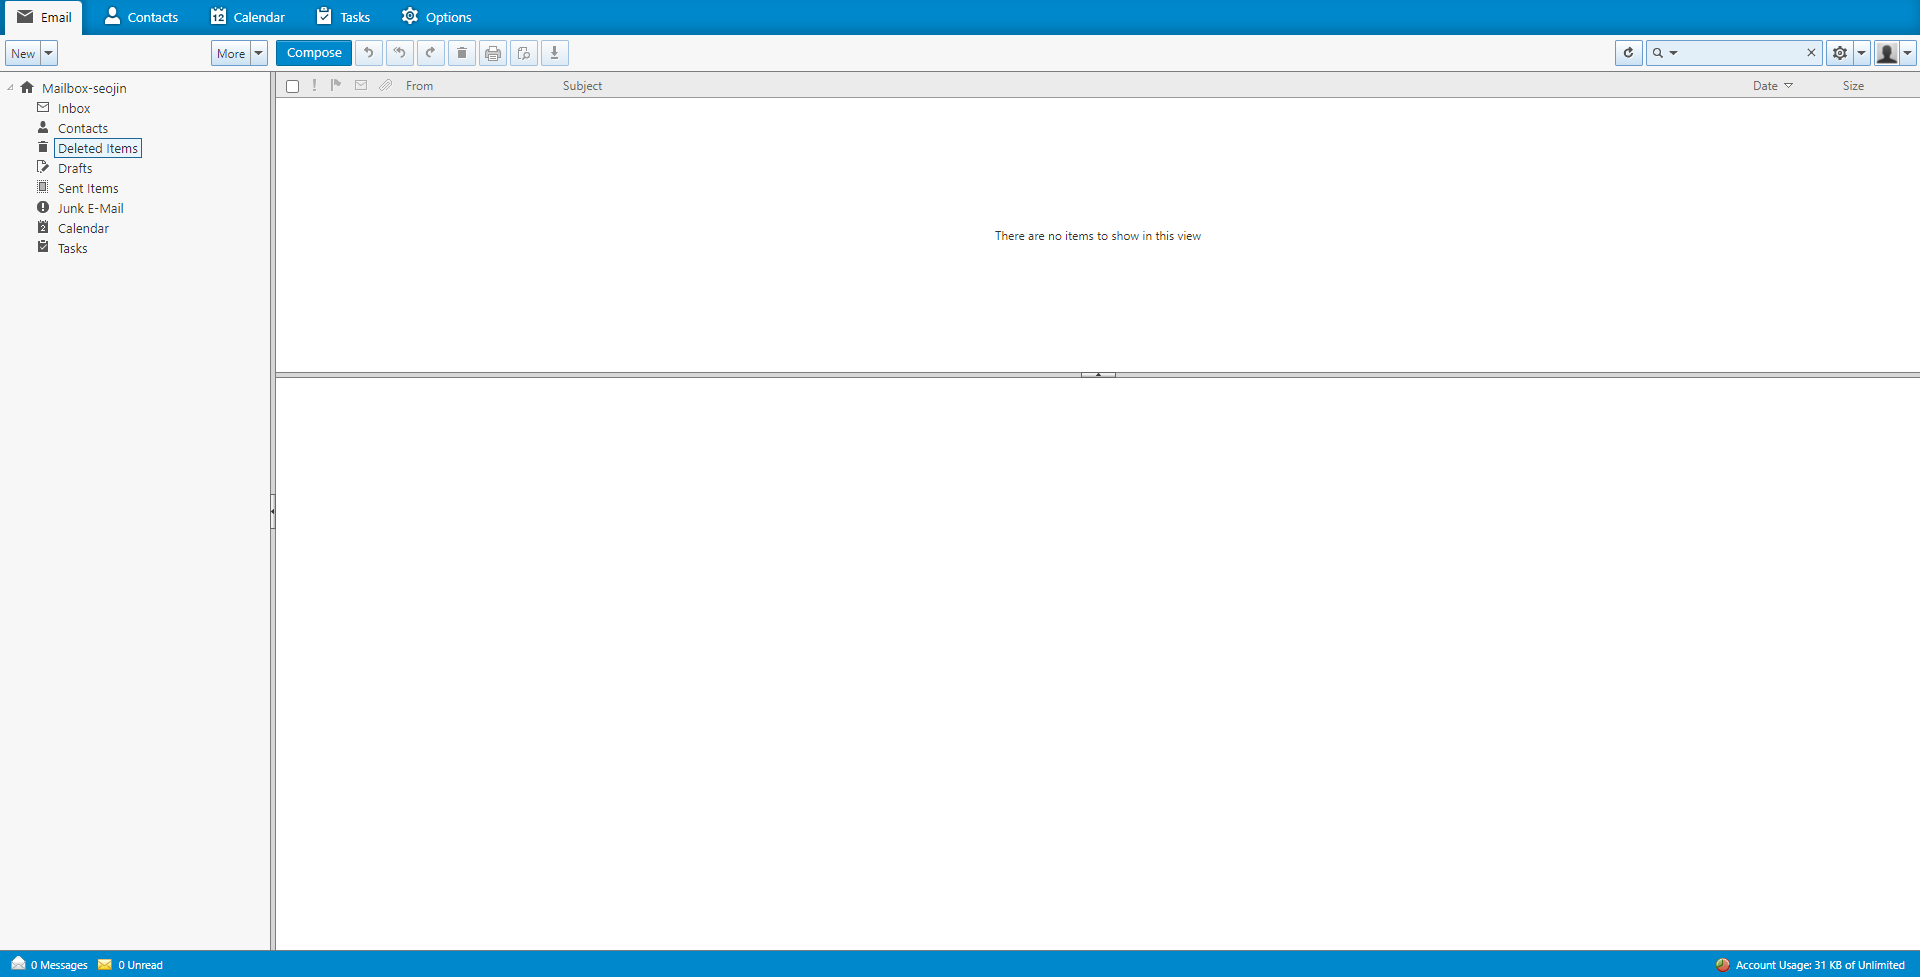 Email Contacts 12 Calendar Tasks Options
New More Compose
Mailbox-seojin
Inbox
Contacts
Deleted Items
Drafts
Sent Items
Junk E-Mail
2 Calendar
Tasks
! From Subject Date Size
There are no items to show in this view
0 Messages 0 Unread Account Usage: 31 KB of Unlimited